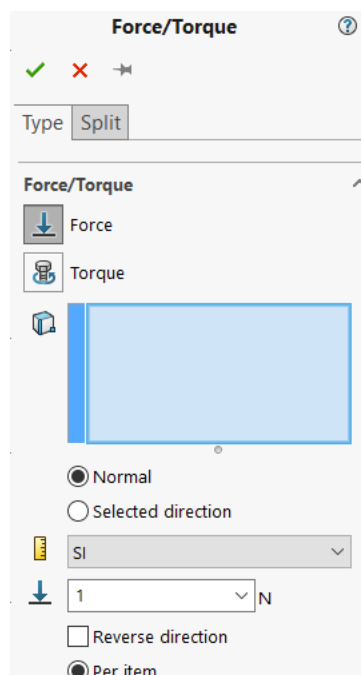 Force/Torque
Type Split
Force/Torque
Force
Torque
Normal
Selected direction
SI
1 N
Reverse direction
Per item